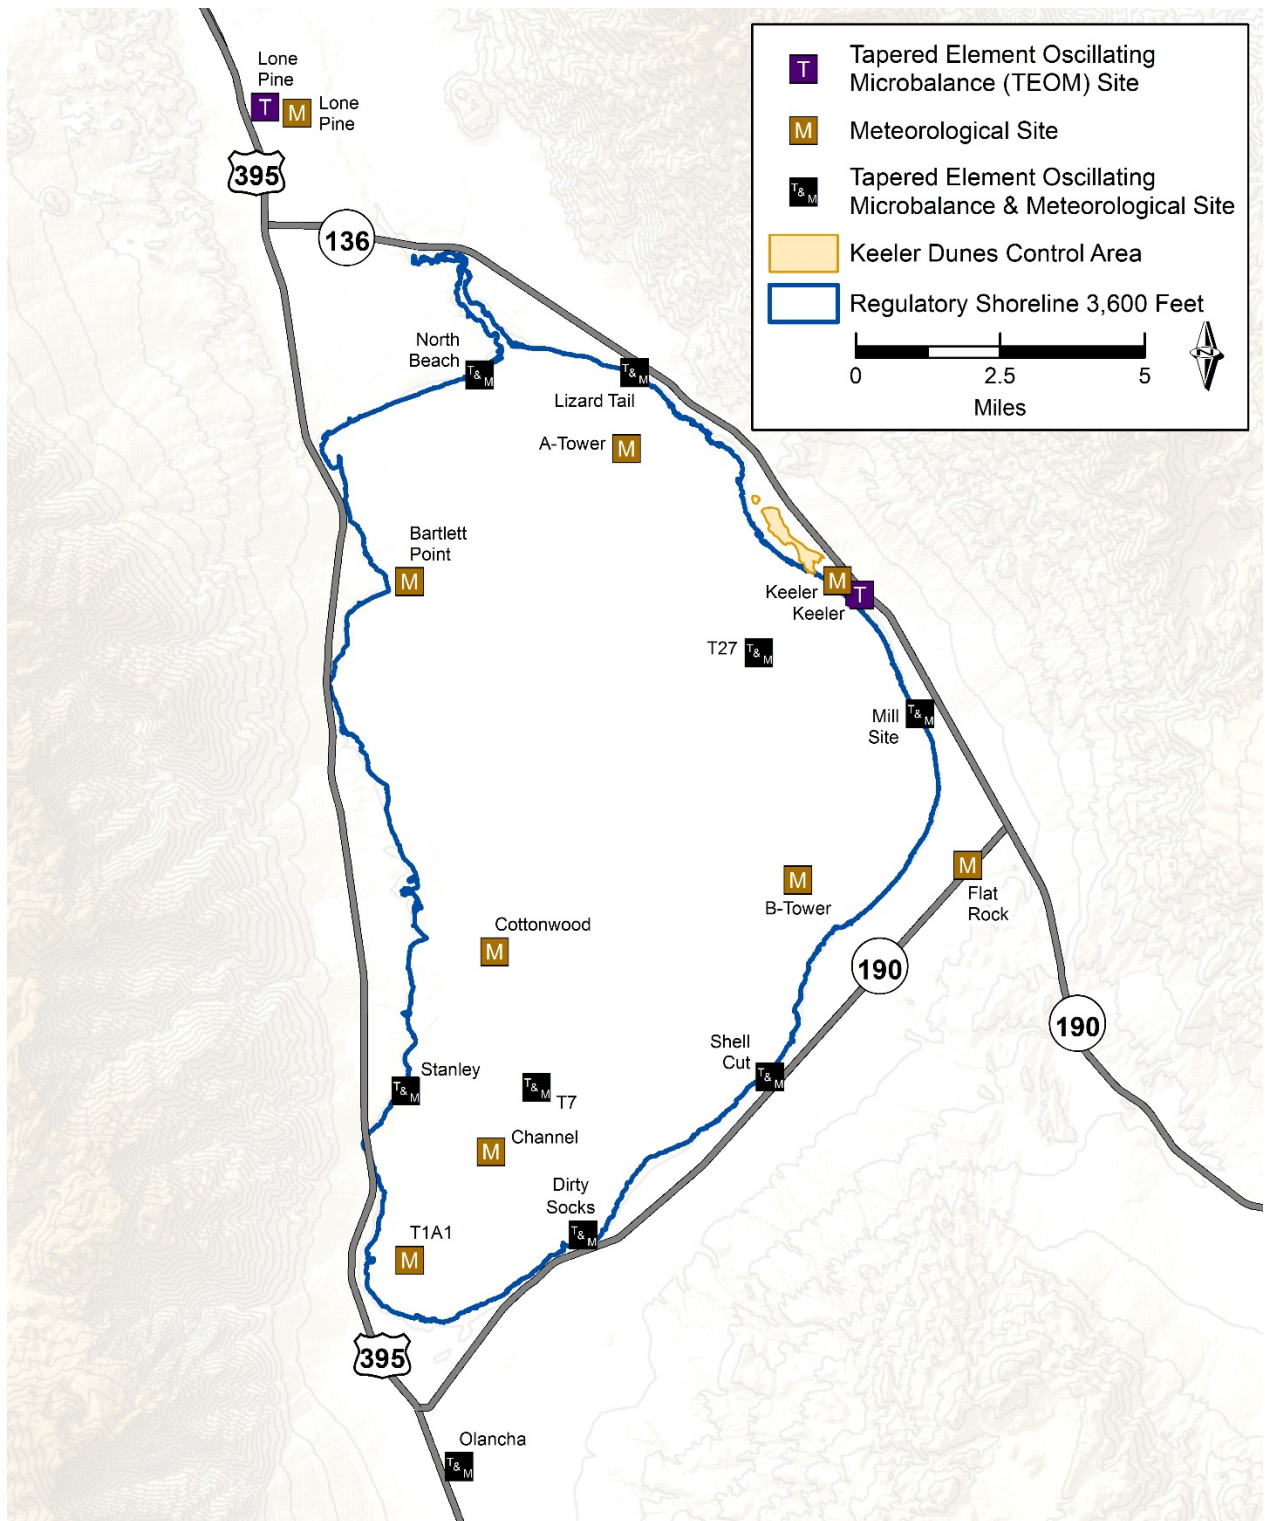 Lone
Pine
T
M
Lone
Pine
395
136
T
Tapered Element Oscillating
Microbalance (TEOM) Site
M
Meteorological Site
T&M
Tapered Element Oscillating
Microbalance & Meteorological Site
Keeler Dunes Control Area
Regulatory Shoreline 3,600 Feet
0
2.5
5
Miles
N
North
Beach
T&M
T&M
Lizard Tail
A-Tower
M
Bartlett
Point
M
M
Keeler
T
Keeler
T27
T&M
Mill
Site
T&M
M
B-Tower
M
Flat
Rock
Cottonwood
M
190
190
Shell
Cut
T&M
Stanley
T&M
T&M
T7
Channel
M
Dirty
Socks
T&M
T1A1
M
395
Olancha
T&M